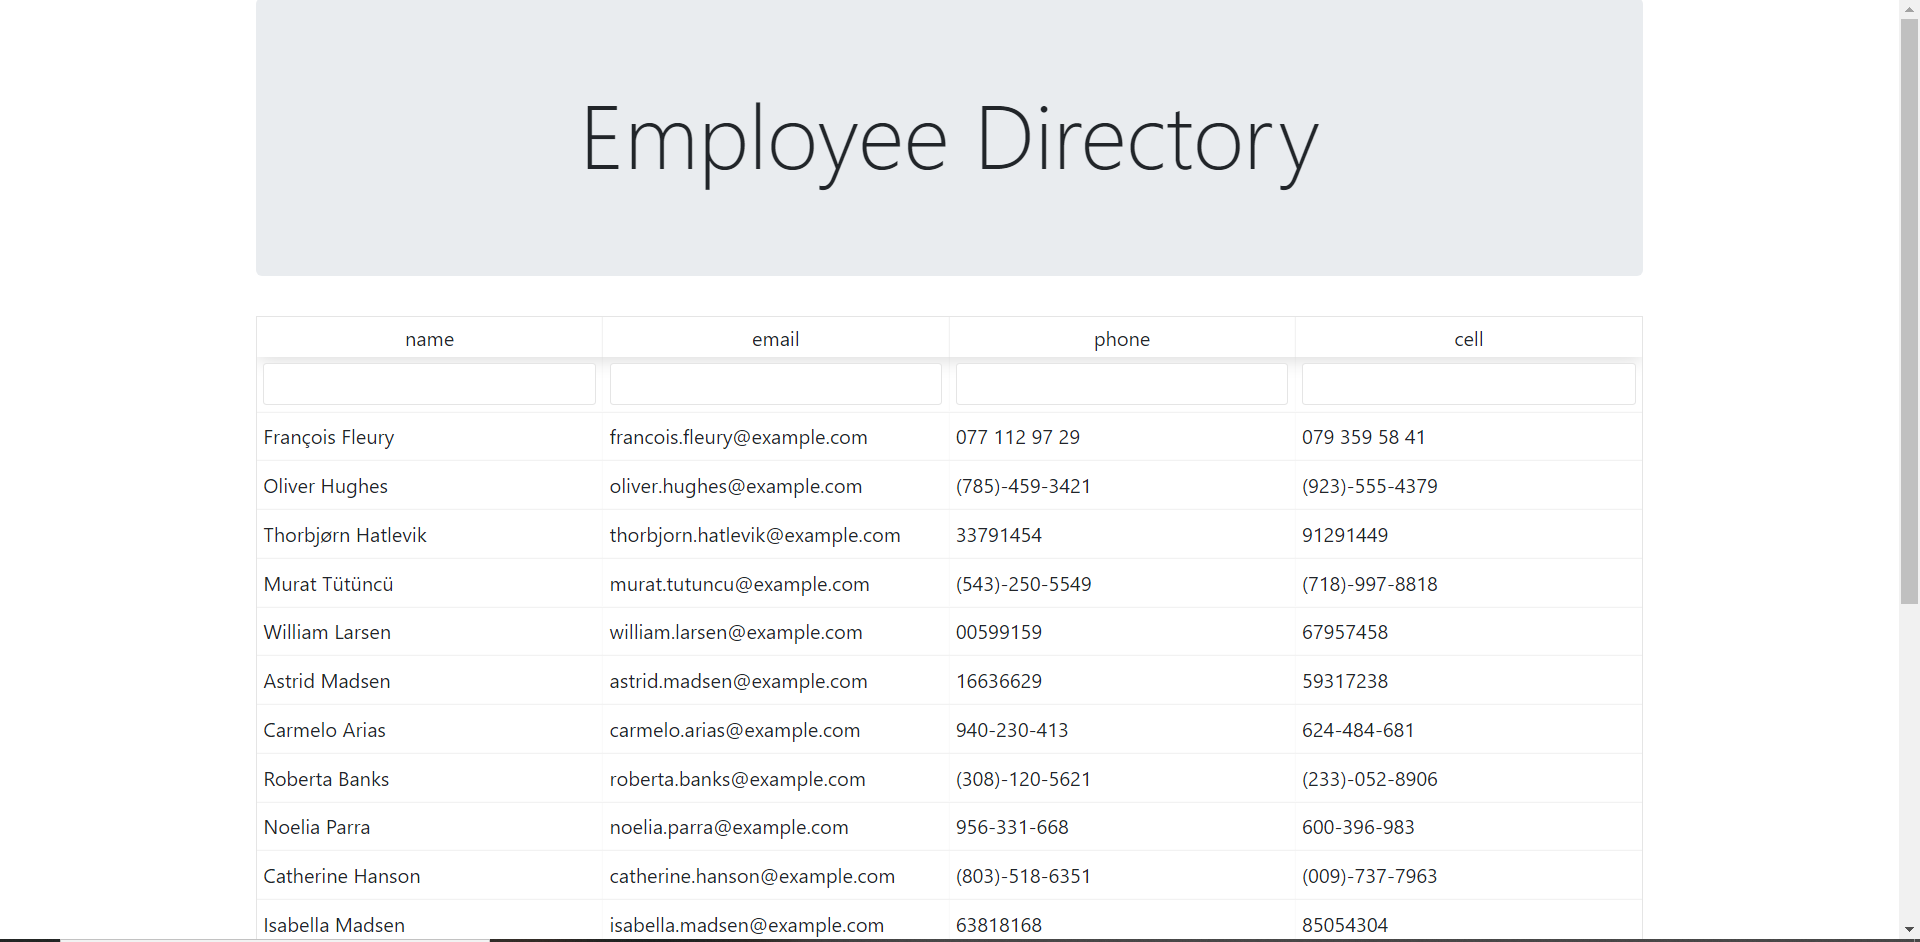 Employee Directory
name email phone cell
François Fleury francois.fleury@example.com 077 112 97 29 079 359 58 41
Oliver Hughes oliver.hughes@example.com (785)-459-3421 (923)-555-4379
Thorbjørn Hatlevik thorbjorn.hatlevik@example.com 33791454 91291449
Murat Tütüncü murat.tutuncu@example.com (543)-250-5549 (718)-997-8818
William Larsen william.larsen@example.com 00599159 67957458
Astrid Madsen astrid.madsen@example.com 16636629 59317238
Carmelo Arias carmelo.arias@example.com 940-230-413 624-484-681
Roberta Banks roberta.banks@example.com (308)-120-5621 (233)-052-8906
Noelia Parra noelia.parra@example.com 956-331-668 600-396-983
Catherine Hanson catherine.hanson@example.com (803)-518-6351 (009)-737-7963
Isabella Madsen isabella.madsen@example.com 63818168 85054304